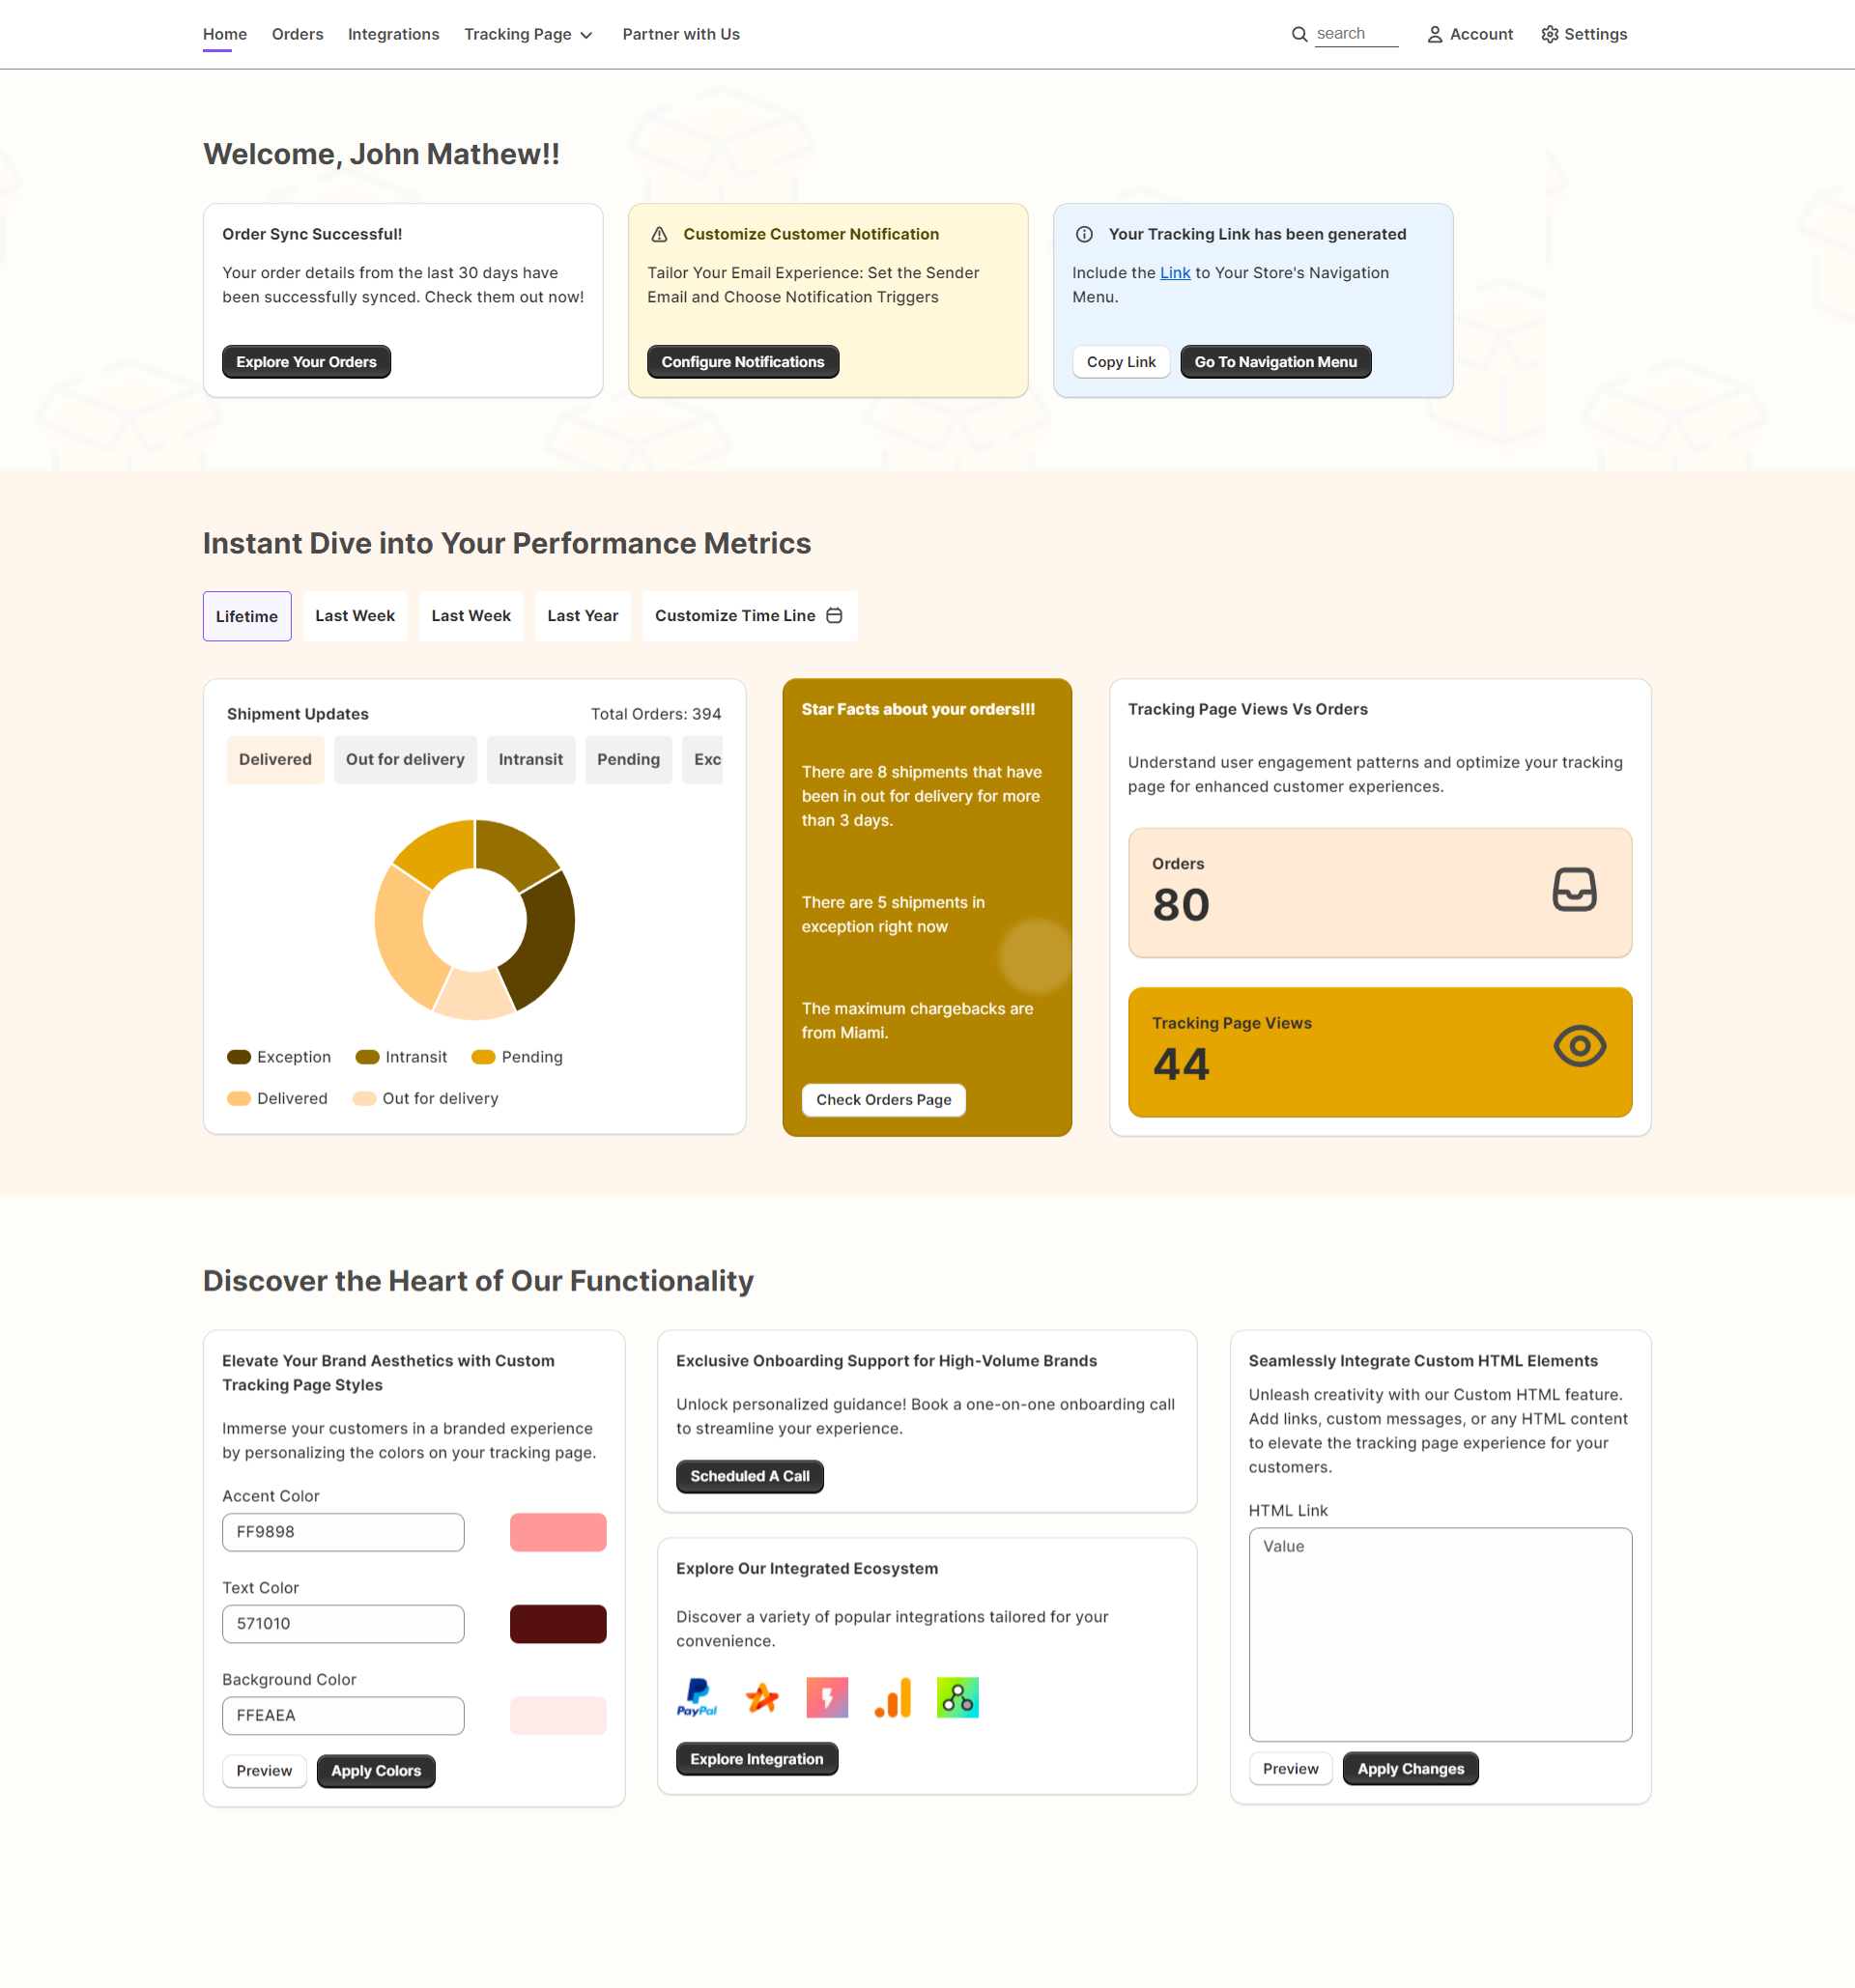 Home Orders Integrations Tracking Page Partner with Us search Account Settings
Welcome, John Mathew!!
Order Sync Successful!
Your order details from the last 30 days have
been successfully synced. Check them out now!
Explore Your Orders
Customize Customer Notification
Tailor Your Email Experience: Set the Sender
Email and Choose Notification Triggers
Configure Notifications
Your Tracking Link has been generated
Include the Link to Your Store's Navigation
Menu.
Copy Link Go To Navigation Menu
Instant Dive into Your Performance Metrics
Lifetime Last Week Last Week Last Year Customize Time Line
Shipment Updates Total Orders: 394
Delivered Out for delivery Intransit Pending Exc
Exception Intransit Pending
Delivered Out for delivery
Star Facts about your orders!!!
There are 8 shipments that have
been in out for delivery for more
than 3 days.
There are 5 shipments in
exception right now
The maximum chargebacks are
from Miami.
Check Orders Page
Tracking Page Views Vs Orders
Understand user engagement patterns and optimize your tracking
page for enhanced customer experiences.
Orders
80
Tracking Page Views
44
Discover the Heart of Our Functionality
Elevate Your Brand Aesthetics with Custom
Tracking Page Styles
Immerse your customers in a branded experience
by personalizing the colors on your tracking page.
Accent Color
FF9898
Text Color
571010
Background Color
FFEAEA
Preview Apply Colors
Exclusive Onboarding Support for High-Volume Brands
Unlock personalized guidance! Book a one-on-one onboarding call
to streamline your experience.
Scheduled A Call
Explore Our Integrated Ecosystem
Discover a variety of popular integrations tailored for your
convenience.
PayPal
Explore Integration
Seamlessly Integrate Custom HTML Elements
Unleash creativity with our Custom HTML feature.
Add links, custom messages, or any HTML content
to elevate the tracking page experience for your
customers.
HTML Link
Value
Preview Apply Changes